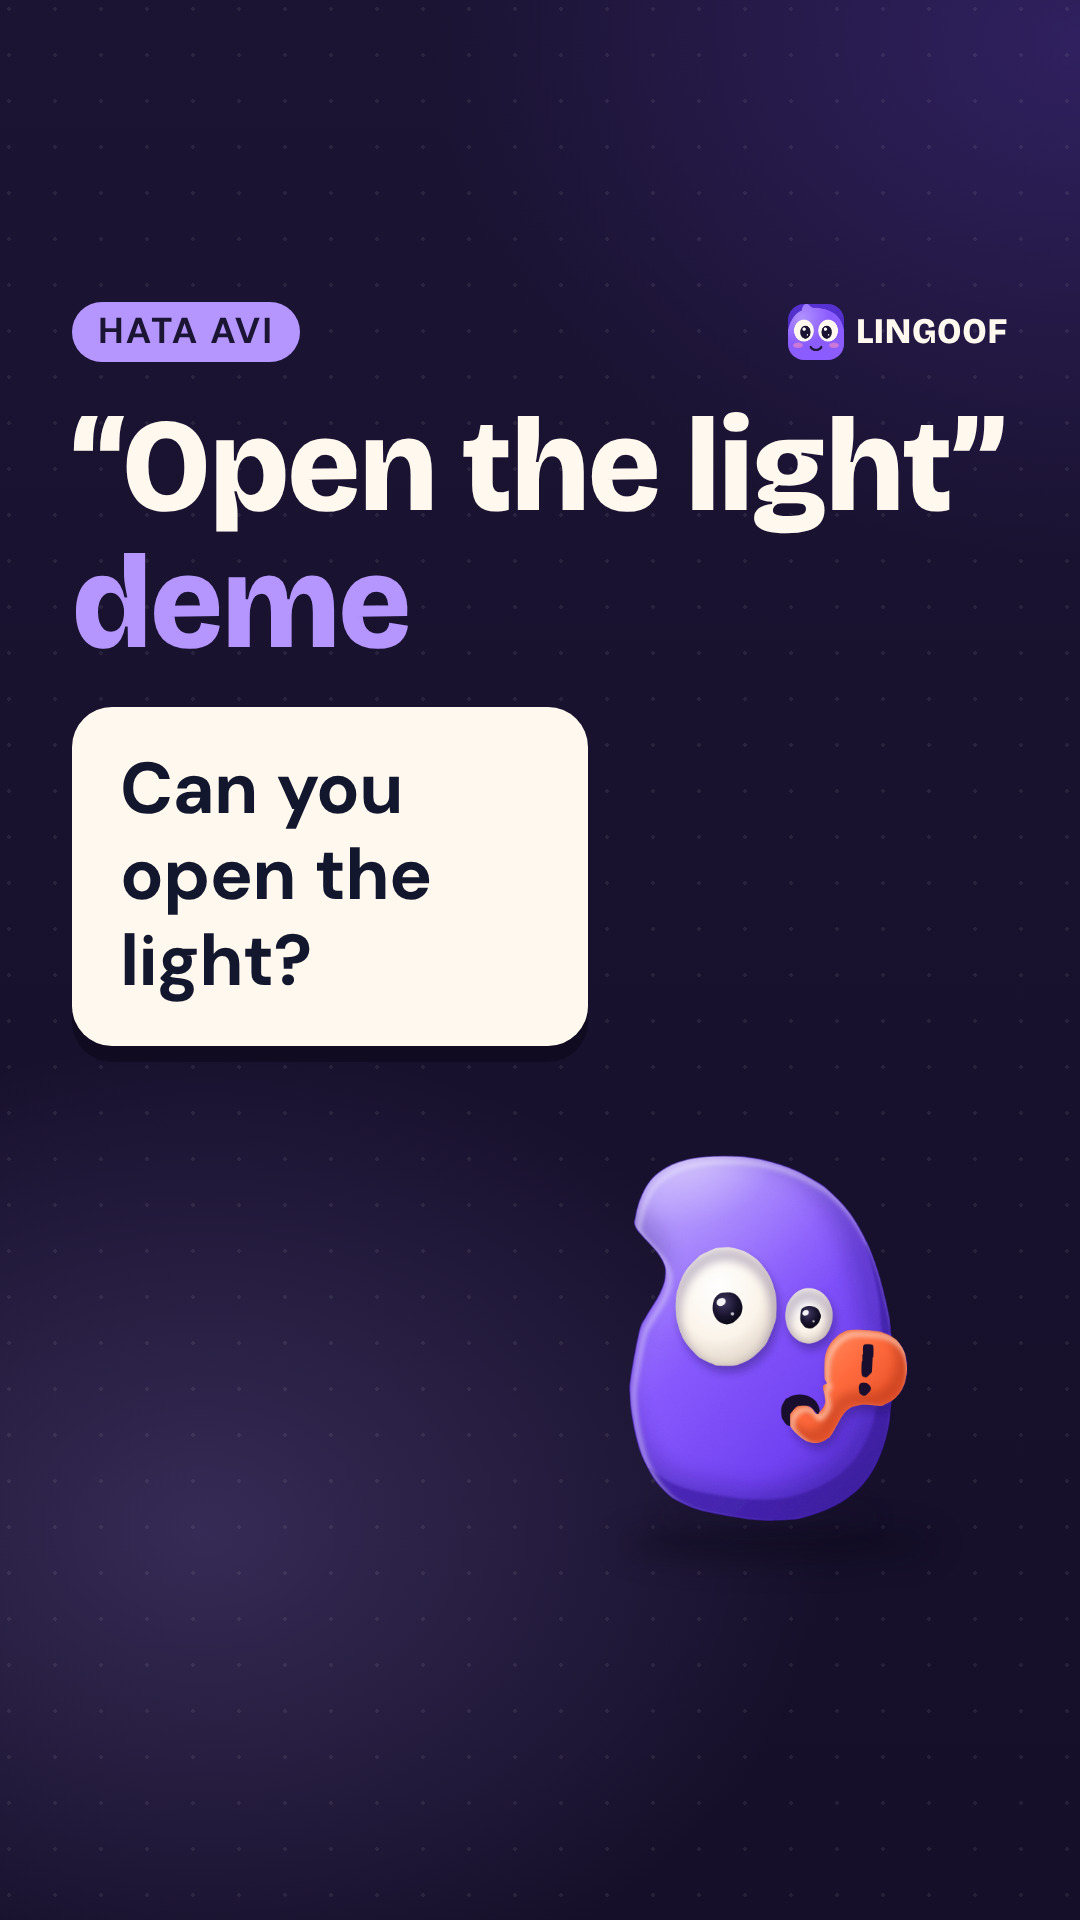 HATA AVI
LINGOOF
“Open the light”
deme
Can you
open the
light?
!